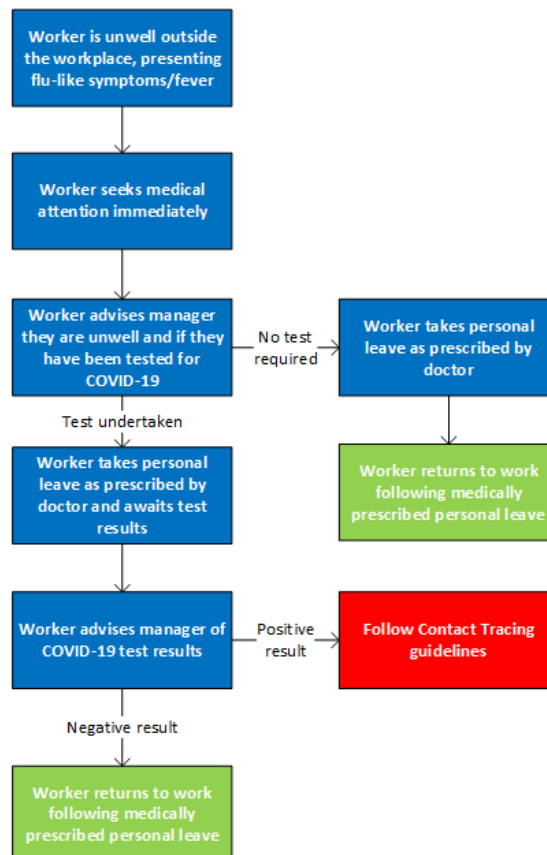 Worker is unwell outside
the workplace, presenting
flu-like symptoms/fever
Worker seeks medical
attention immediately
Worker advises manager
they are unwell and if they
have been tested for
COVID-19
No test
required
Worker takes personal
leave as prescribed by
doctor
Worker returns to work
following medically
prescribed personal leave
Test undertaken
Worker takes personal
leave as prescribed by
doctor and awaits test
results
Worker advises manager of
COVID-19 test results
Positive
result
Follow Contact Tracing
guidelines
Negative result
Worker returns to work
following medically
prescribed personal leave